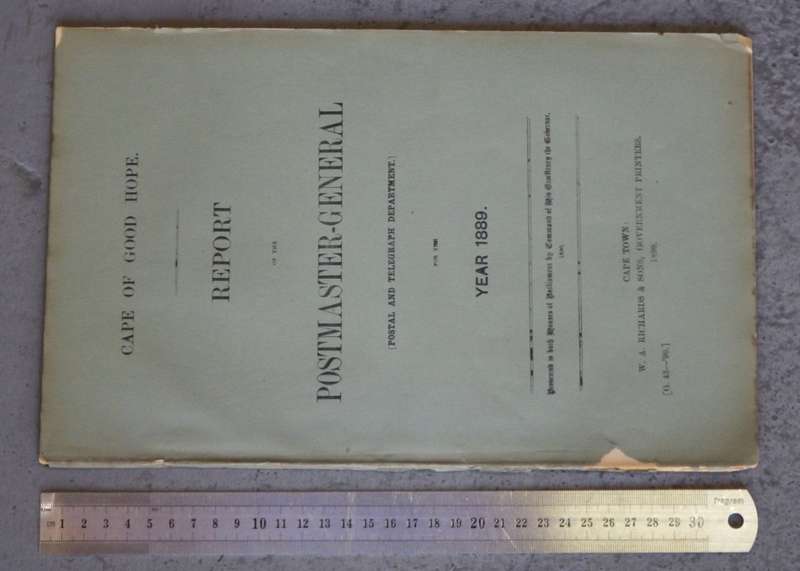 CAPE OF GOOD HOPE.
REPORT
OF THE
POSTMASTER-GENERAL
[POSTAL AND TELEGRAPH DEPARTMENT.]
FOR THE
YEAR 1889.
Presented to both Houses of Parliament by Command of His Excellency the Governor.
1890.
CAPE TOWN:
W. A. RICHARDS & SONS, GOVERNMENT PRINTERS.
1890.
[G. 43—'90.]
cm 1 2 3 4 5 6 7 8 9 10 11 12 13 14 15 16 17 18 19 20 21 22 23 24 25 26 27 28 29 30